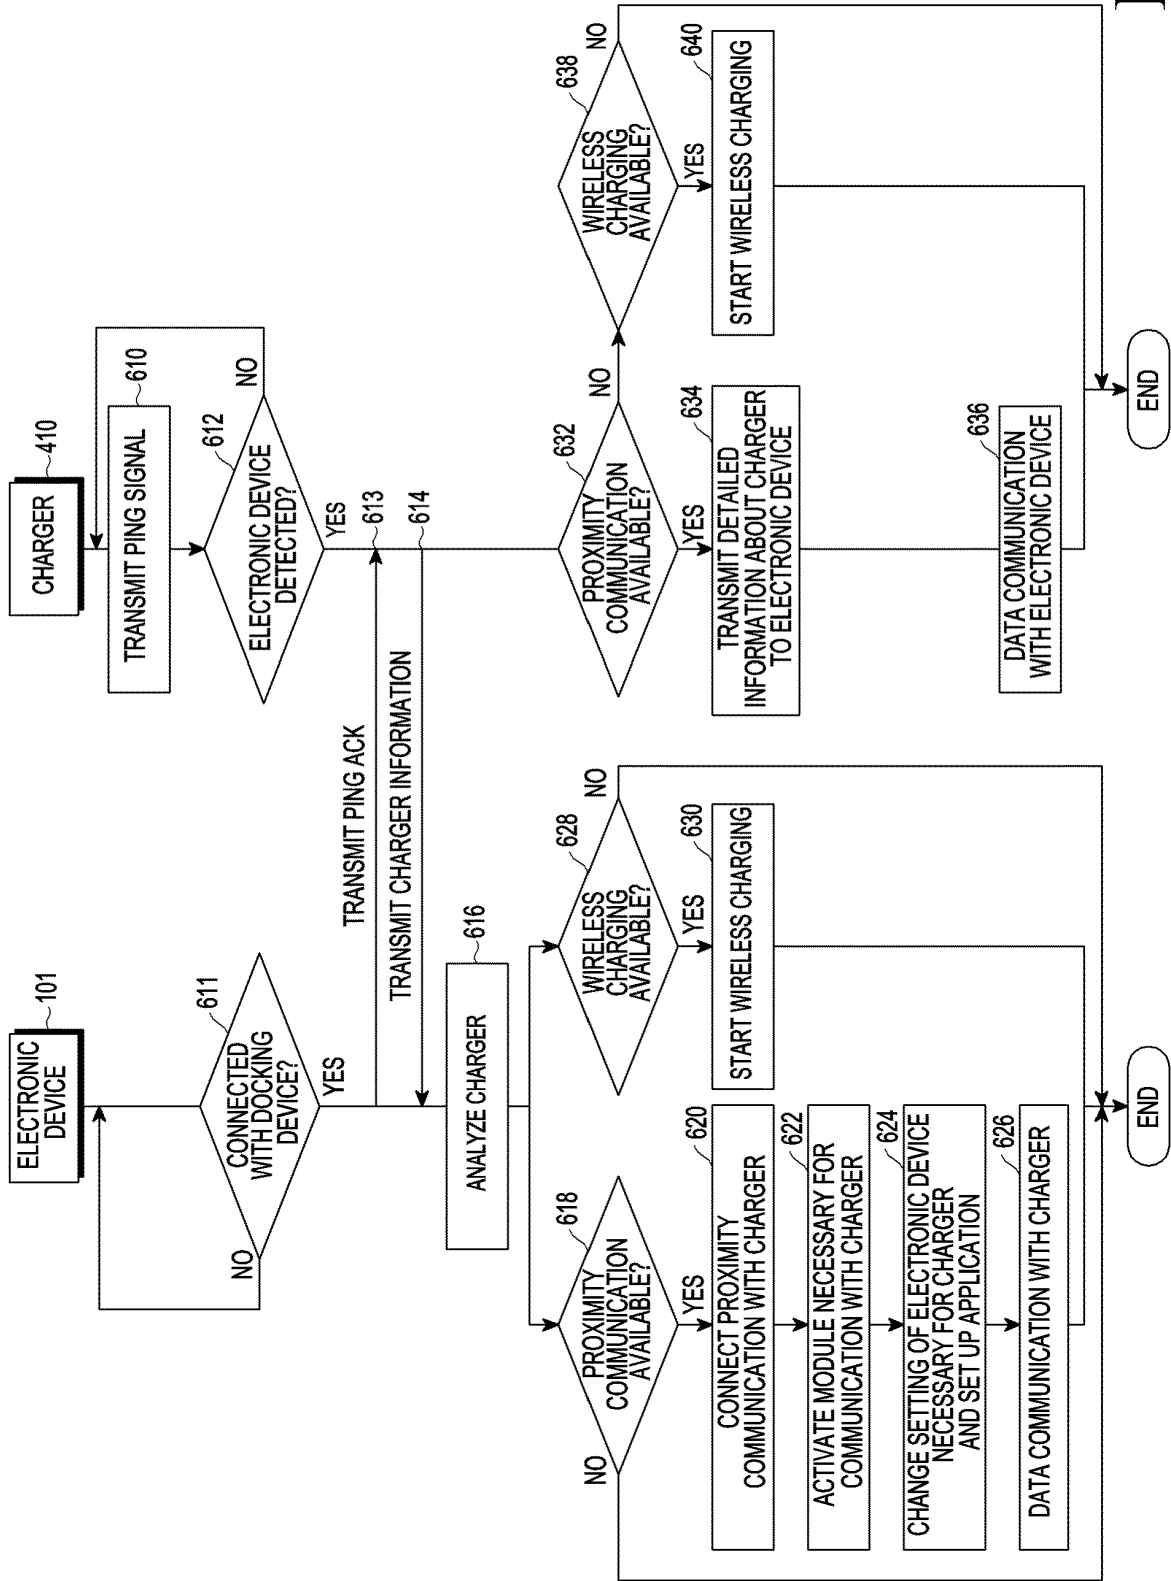 ELECTRONIC
DEVICE
101
CONNECTED
WITH DOCKING
DEVICE?
611
NO
YES
CHARGER
410
TRANSMIT PING SIGNAL
610
ELECTRONIC DEVICE
DETECTED?
612
NO
YES
TRANSMIT PING ACK
613
TRANSMIT CHARGER INFORMATION
614
ANALYZE CHARGER
616
PROXIMITY
COMMUNICATION
AVAILABLE?
618
NO
YES
CONNECT PROXIMITY
COMMUNICATION WITH CHARGER
620
ACTIVATE MODULE NECESSARY FOR
COMMUNICATION WITH CHARGER
622
CHANGE SETTING OF ELECTRONIC DEVICE
NECESSARY FOR CHARGER
AND SET UP APPLICATION
624
DATA COMMUNICATION WITH CHARGER
626
WIRELESS
CHARGING
AVAILABLE?
628
NO
YES
START WIRELESS CHARGING
630
END
PROXIMITY
COMMUNICATION
AVAILABLE?
632
NO
YES
TRANSMIT DETAILED
INFORMATION ABOUT CHARGER
TO ELECTRONIC DEVICE
634
DATA COMMUNICATION
WITH ELECTRONIC DEVICE
636
WIRELESS
CHARGING
AVAILABLE?
638
NO
YES
START WIRELESS CHARGING
640
END